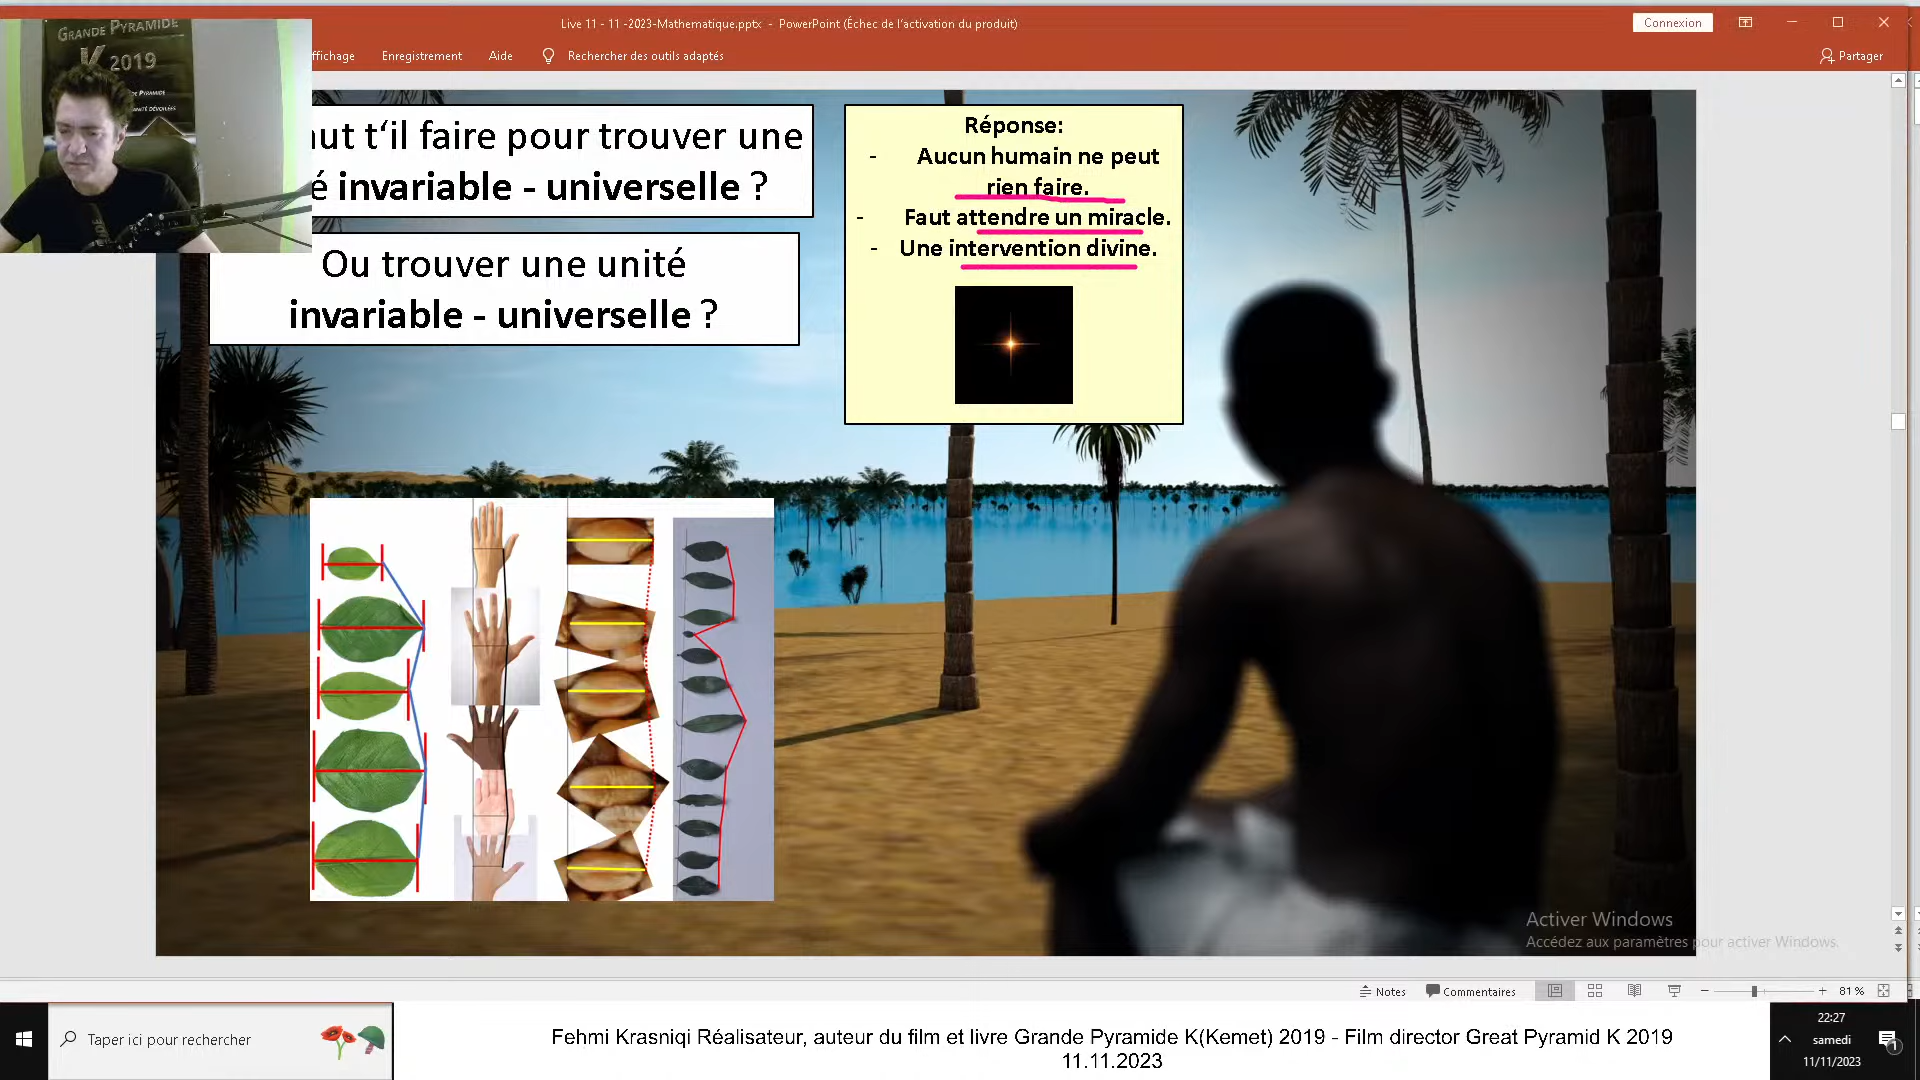 Live 11 - 11 -2023-Mathematique.pptx - PowerPoint (Échec de l'activation du produit)
Connexion
ffichage Enregistrement Aide Rechercher des outils adaptés
Partager
GRANDE PYRAMIDE
K 2019
aut t‘il faire pour trouver une
é invariable - universelle ?
Ou trouver une unité
invariable - universelle ?
Réponse:
- Aucun humain ne peut
rien faire.
- Faut attendre un miracle.
- Une intervention divine.
Activer Windows
Accédez aux paramètres pour activer Windows.
Notes Commentaires 81 %
Taper ici pour rechercher
Fehmi Krasniqi Réalisateur, auteur du film et livre Grande Pyramide K(Kemet) 2019 - Film director Great Pyramid K 2019
11.11.2023
22:27
samedi
11/11/2023
1